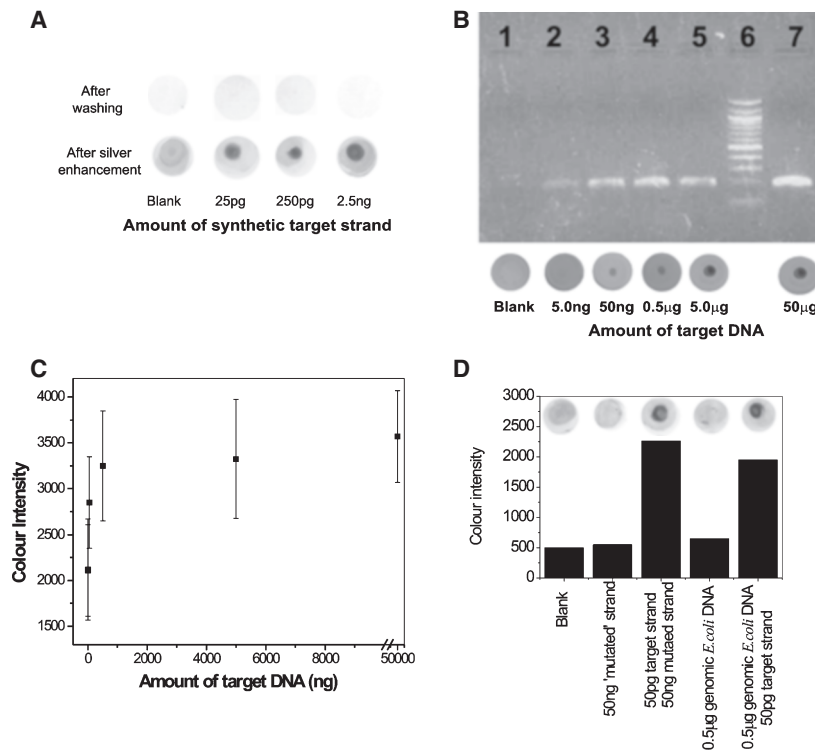 A
After
washing
After silver
enhancement
Blank 25pg 250pg 2.5ng
Amount of synthetic target strand
B
1 2 3 4 5 6 7
Blank 5.0ng 50ng 0.5μg 5.0μg 50μg
Amount of target DNA
C
4000
3500
3000
2500
2000
1500
Colour Intensity
0 2000 4000 6000 8000 50000
Amount of target DNA (ng)
D
3000
2500
2000
1500
1000
500
0
Colour intensity
Blank
50ng 'mutated' strand
50pg target strand
50ng mutaed strand
0.5μg genomic E.coli DNA
0.5μg genomic E.coli DNA
50pg target strand